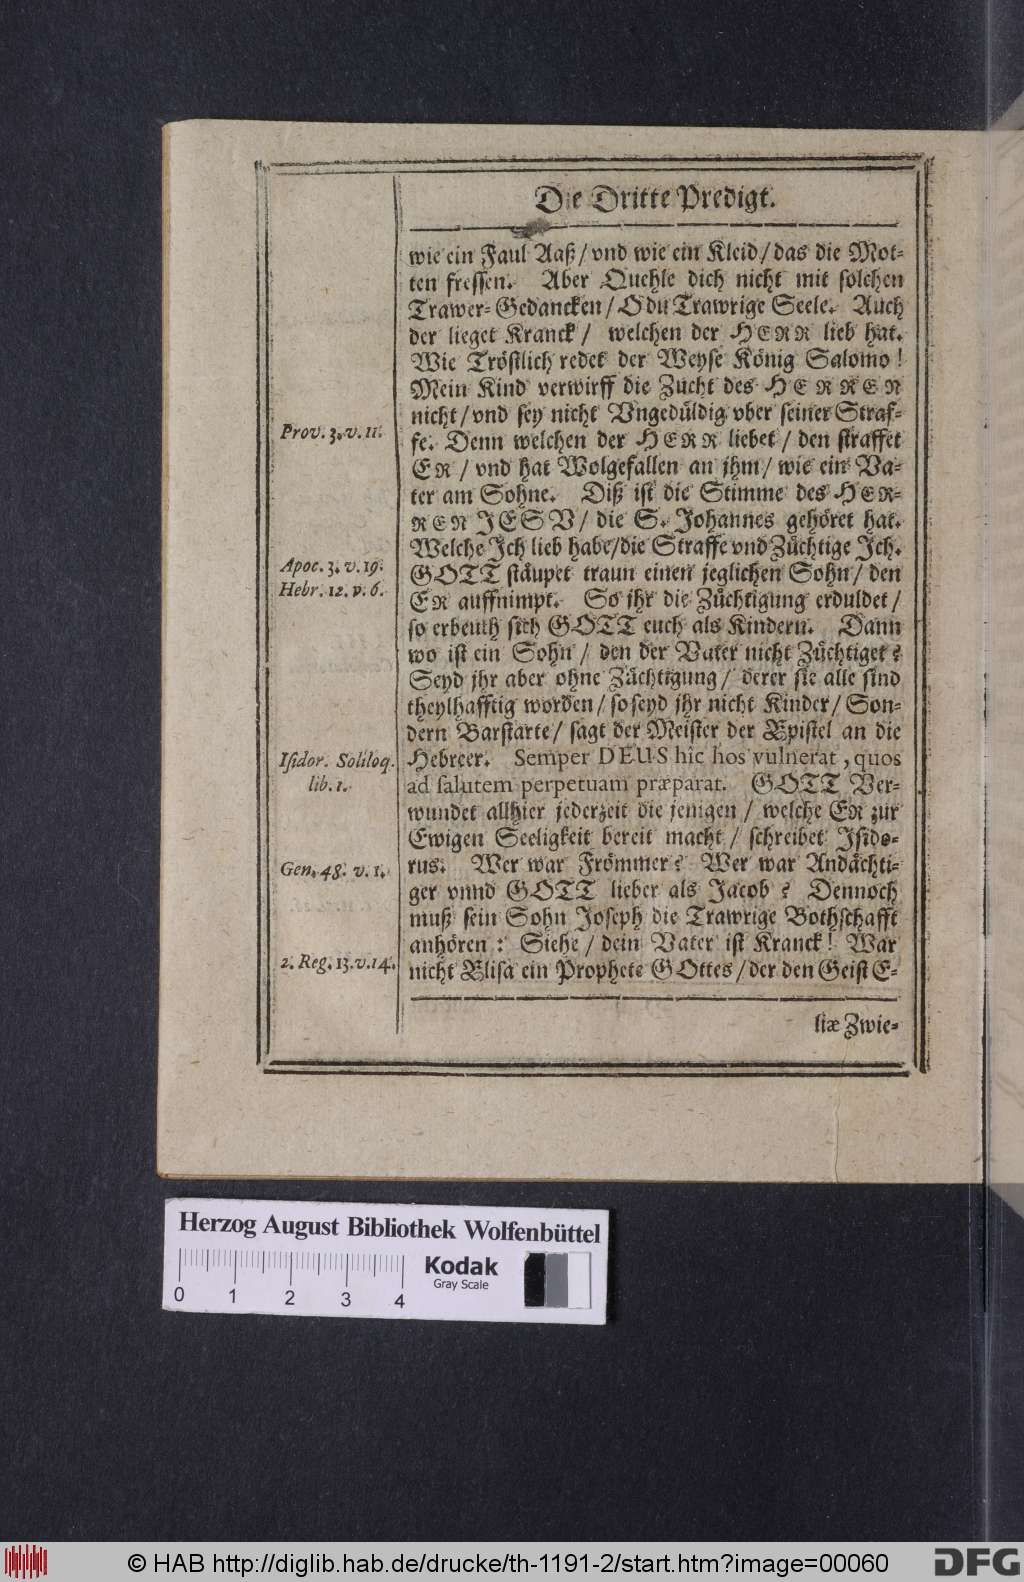 Die Dritte Predigt.
wie ein Faul Aaß / vnd wie ein Kleid / das die Mot-
ten fressen. Aber Quehle dich nicht mit solchen
Trawer-Gedancken / O du Trawrige Seele. Auch
der lieget Kranck / welchen der HERR lieb hat.
Wie Tröstlich redet der Weyse König Salomo!
Mein Kind verwirff die Zucht des HERREN
nicht / vnd sey nicht Vngedüldig vber seiner Straf-
fe. Denn welchen der HERR liebet / den straffet
ER / vnd hat Wolgefallen an jhm / wie ein Va-
ter am Sohne. Diß ist die Stimme des HER-
REN JESV / die S. Johannes gehöret hat.
Welche Ich lieb habe / die Straffe vnd Züchtige Ich.
GOTT stäupet traun einen jeglichen Sohn / den
ER auffnimpt. So jhr die Züchtigung erduldet /
so erbeuth sich GOTT euch als Kindern. Dann
wo ist ein Sohn / den der Vater nicht Züchtiget?
Seyd jhr aber ohne Züchtigung / derer sie alle sind
theylhafftig worden / so seyd jhr nicht Kinder / Son-
dern Barstarte / sagt der Meister der Epistel an die
Hebreer. Semper DEUS hîc hos vulnerat, quos
ad salutem perpetuam præparat. GOTT Ver-
wundet allhier jederzeit die jenigen / welche ER zur
Ewigen Seeligkeit bereit macht / schreibet Isido-
rus. Wer war Frömmer? Wer war Andächti-
ger vnnd GOTT lieber als Jacob? Dennoch
muß sein Sohn Joseph die Trawrige Bothschafft
anhören: Siehe / dein Vater ist Kranck! War
nicht Elisa ein Prophete GOttes / der den Geist E-
liæ Zwie-
Prov. 3. v. 11.
Apoc. 3. v. 19.
Hebr. 12. v. 6.
Isidor. Soliloq.
lib. 1.
Gen. 48. v. 1.
2. Reg. 13. v. 14.
Herzog August Bibliothek Wolfenbüttel
0 1 2 3 4
Kodak
Gray Scale
© HAB http://diglib.hab.de/drucke/th-1191-2/start.htm?image=00060
DFG